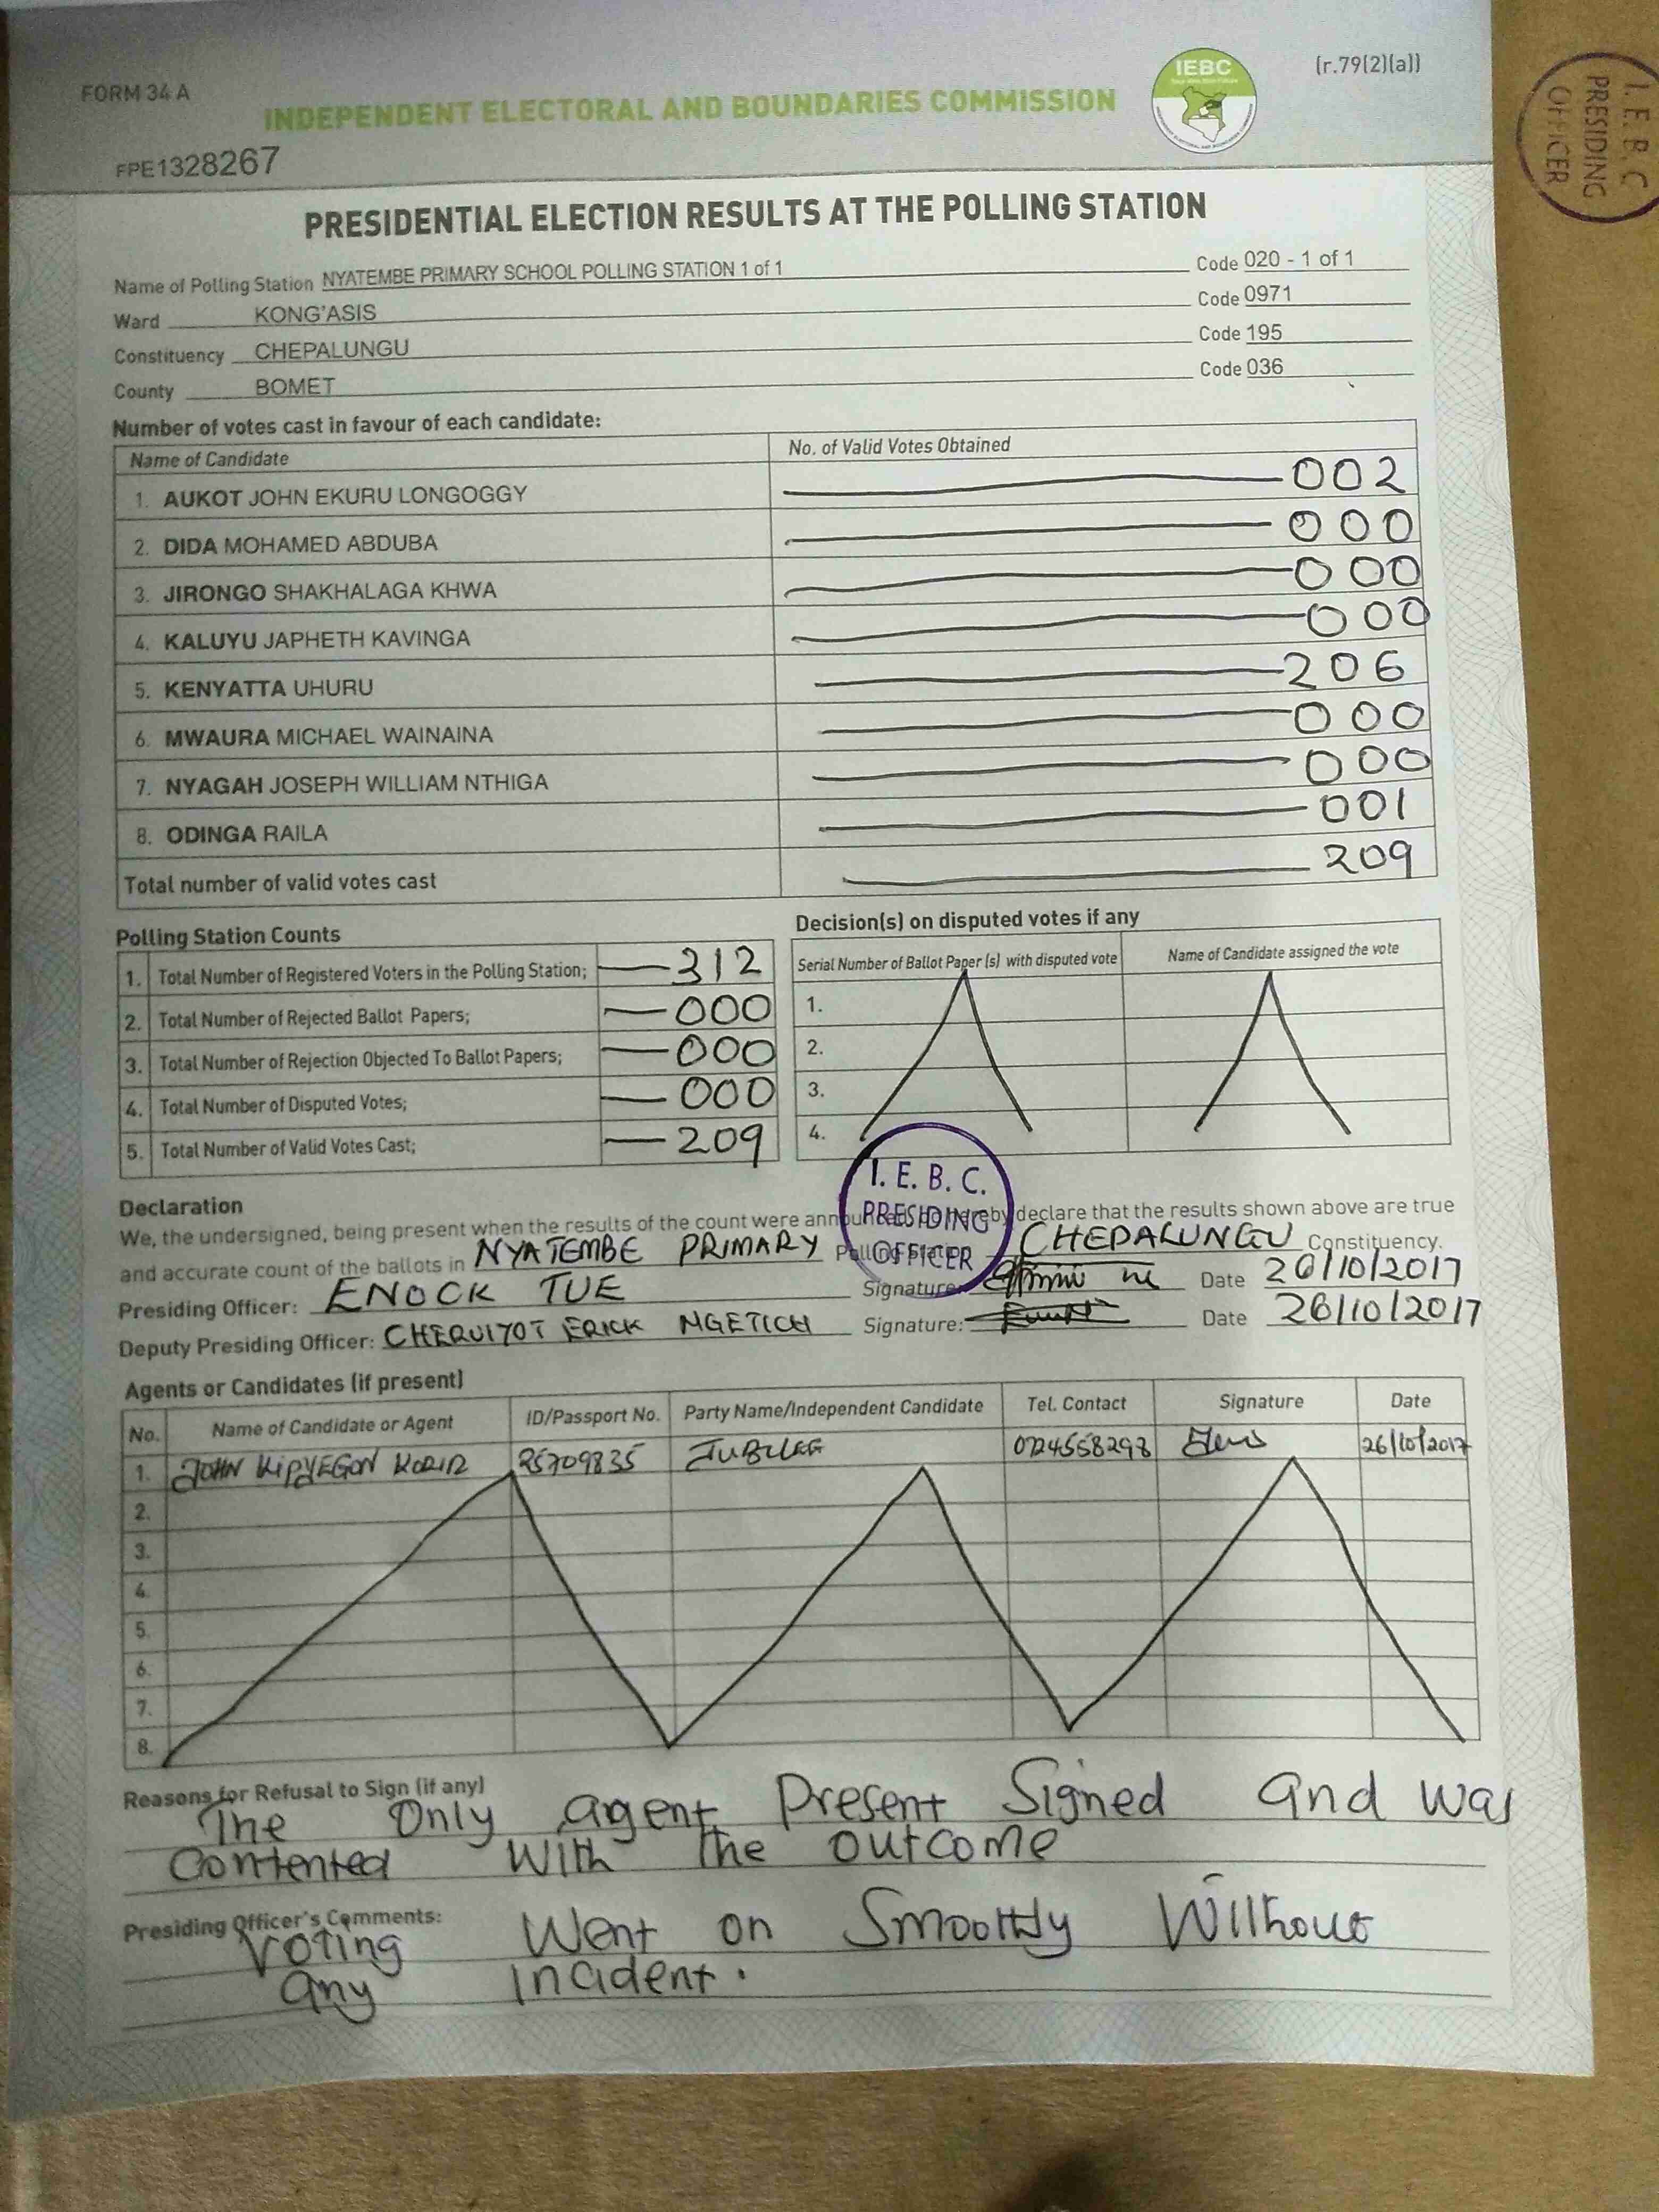 FORM 34 A
INDEPENDENT ELECTORAL AND BOUNDARIES COMMISSION
IEBC
(r.79(2)(a))
I.E.B.C
PRESIDING
OFFICER
FPE1328267
PRESIDENTIAL ELECTION RESULTS AT THE POLLING STATION
Name of Polling Station NYATEMBE PRIMARY SCHOOL POLLING STATION 1 of 1 Code 020 - 1 of 1
Ward KONG'ASIS Code 0971
Constituency CHEPALUNGU Code 195
County BOMET Code 036
Number of votes cast in favour of each candidate:
Name of Candidate No. of Valid Votes Obtained
1. AUKOT JOHN EKURU LONGOGGY 002
2. DIDA MOHAMED ABDUBA 000
3. JIRONGO SHAKHALAGA KHWA 000
4. KALUYU JAPHETH KAVINGA 000
5. KENYATTA UHURU 206
6. MWAURA MICHAEL WAINAINA 000
7. NYAGAH JOSEPH WILLIAM NTHIGA 000
8. ODINGA RAILA 001
Total number of valid votes cast 209
Polling Station Counts
1. Total Number of Registered Voters in the Polling Station; 312
2. Total Number of Rejected Ballot Papers; 000
3. Total Number of Rejection Objected To Ballot Papers; 000
4. Total Number of Disputed Votes; 000
5. Total Number of Valid Votes Cast; 209
Decision(s) on disputed votes if any
Serial Number of Ballot Paper (s) with disputed vote Name of Candidate assigned the vote
1.
2.
3.
4.
I. E. B. C.
PRESIDING
OFFICER
Declaration
We, the undersigned, being present when the results of the count were announced, do hereby declare that the results shown above are true
and accurate count of the ballots in NYATEMBE PRIMARY Polling Station CHEPALUNGU Constituency.
Presiding Officer: ENOCK TUE Signature: Date 26/10/2017
Deputy Presiding Officer: CHERUIYOT ERICK NGETICH Signature: Date 26/10/2017
Agents or Candidates (if present)
No. Name of Candidate or Agent ID/Passport No. Party Name/Independent Candidate Tel. Contact Signature Date
1. JOHN KIPYEGON KORIR 25709835 JUBILEE 0724558298 26/10/2017
2.
3.
4.
5.
6.
7.
8.
Reasons for Refusal to Sign (if any)
The Only agent Present Signed and was
Contented With the outcome
Presiding Officer's Comments:
Voting Went on Smoothly Without
any incident.